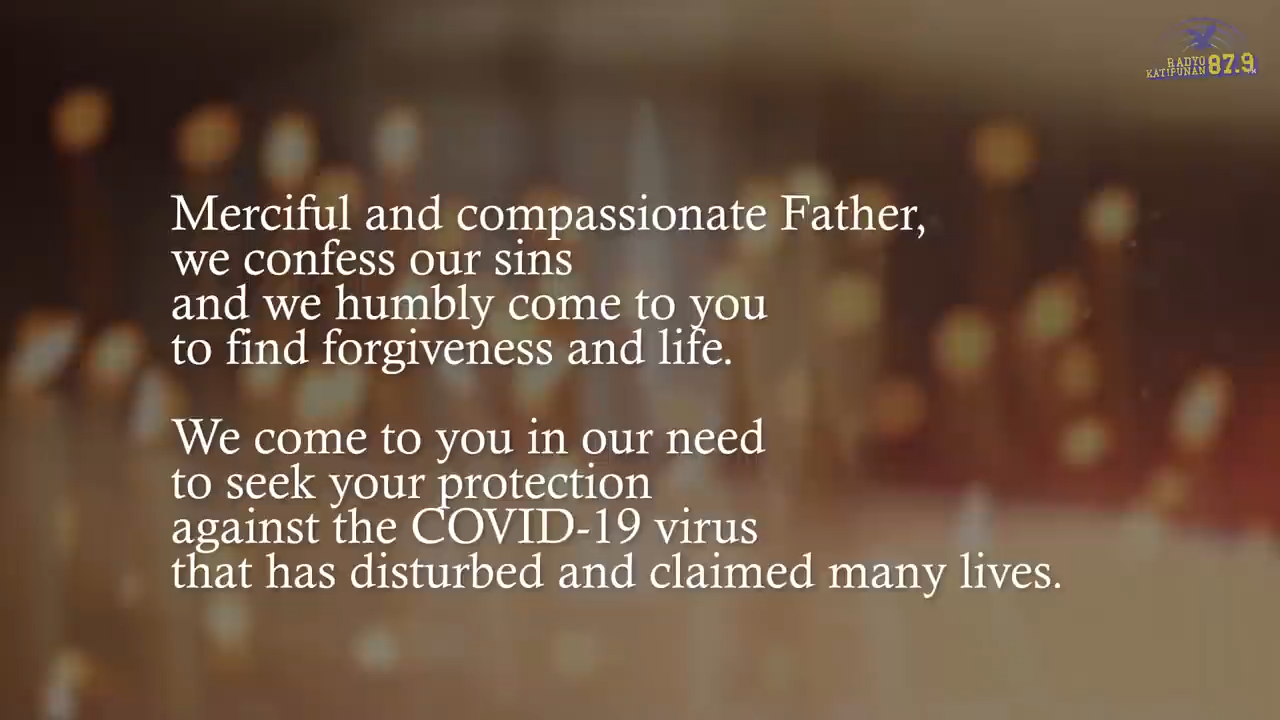 RADYO
KATIPUNAN 87.9
Merciful and compassionate Father,
we confess our sins
and we humbly come to you
to find forgiveness and life.
We come to you in our need
to seek your protection
against the COVID-19 virus
that has disturbed and claimed many lives.